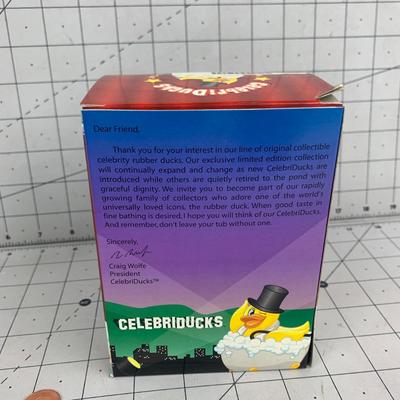 CELEBRIDUCKS
Dear Friend,
Thank you for your interest in our line of original collectible
celebrity rubber ducks. Our exclusive limited edition collection
will continually expand and change as new CelebriDucks are
introduced while others are quietly retired to the pond with
graceful dignity. We invite you to become part of our rapidly
growing family of collectors who adore one of the world's
universally loved icons, the rubber duck. When good taste in
fine bathing is desired, I hope you will think of our CelebriDucks.
And remember, don't leave your tub without one.
Sincerely,
Craig Wolfe
President
CelebriDucks™
CELEBRIDUCKS